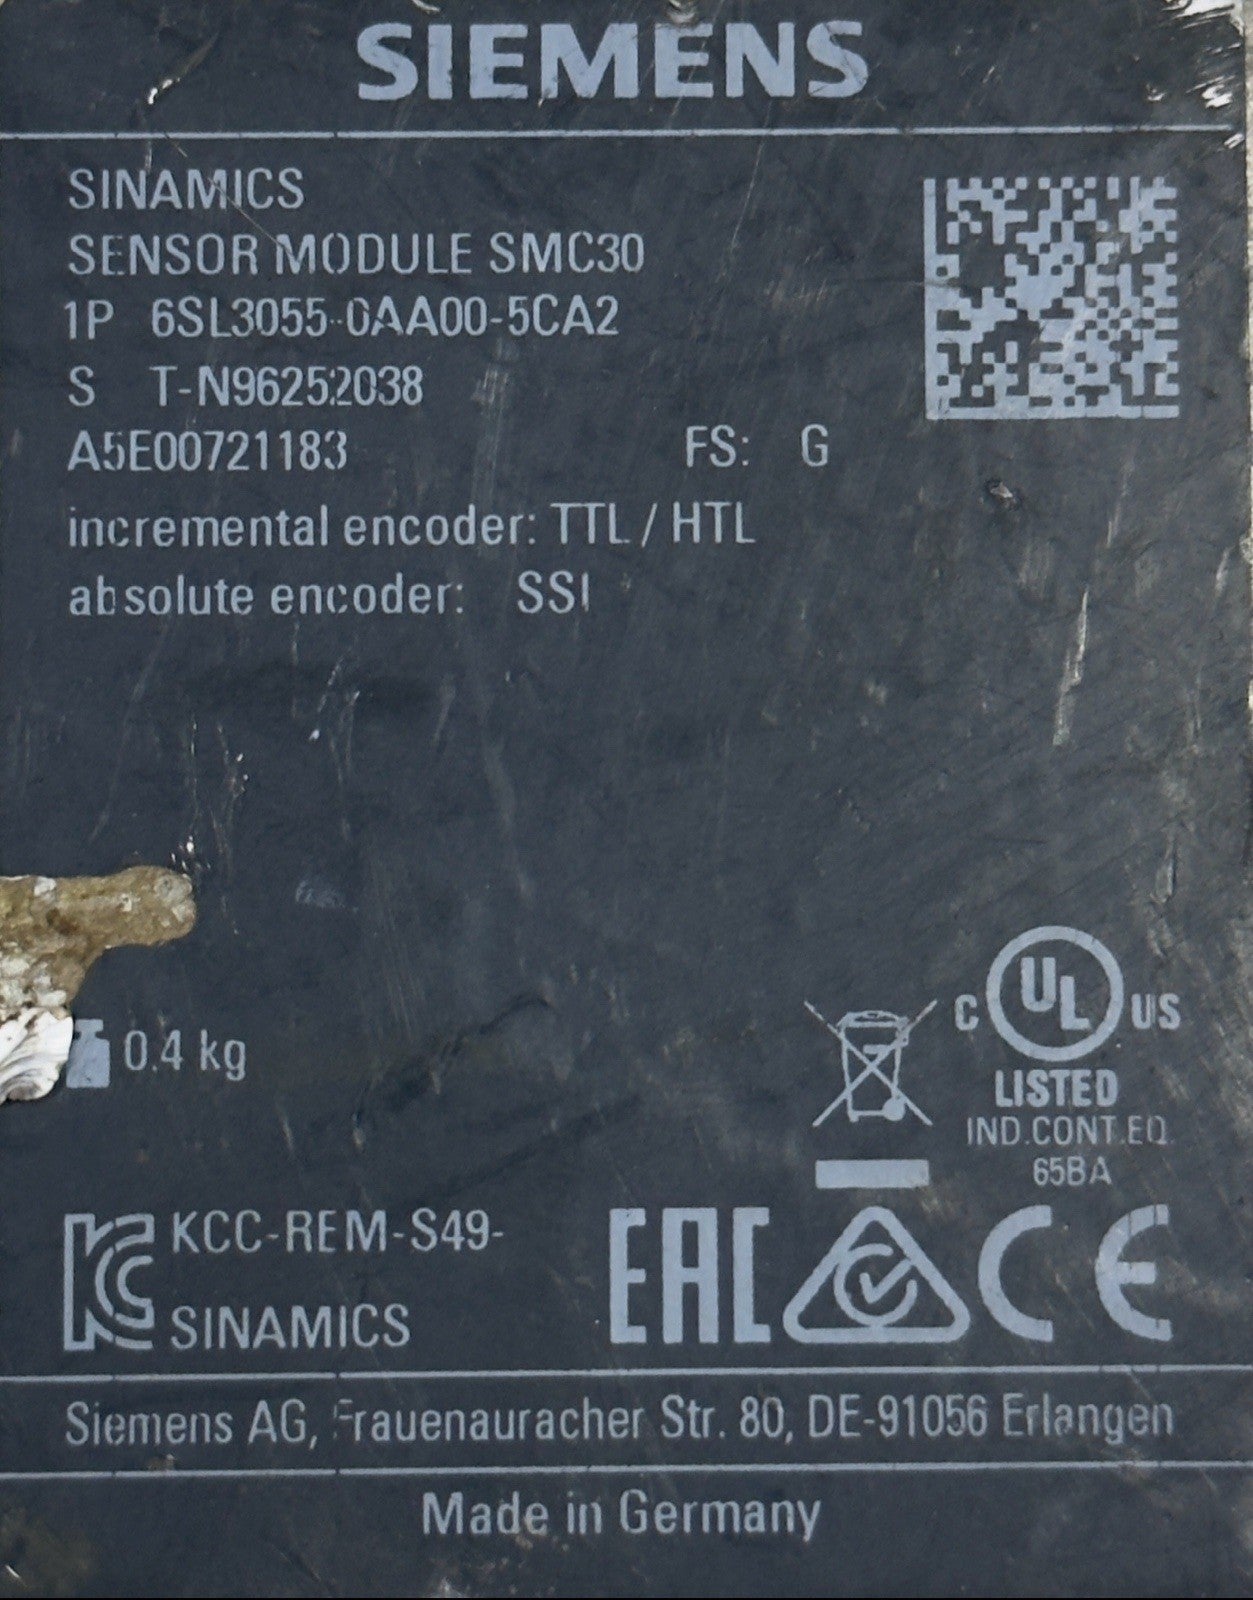 SIEMENS
SINAMICS
SENSOR MODULE SMC30
1P 6SL3055-0AA00-5CA2
S T-N96252038
A5E00721183 FS: G
incremental encoder: TTL / HTL
absolute encoder: SSI
C UL US
LISTED
0.4 kg
IND.CONT.EQ.
65BA
KCC-REM-S49-
SINAMICS
EAC CE
Siemens AG, Frauenauracher Str. 80, DE-91056 Erlangen
Made in Germany